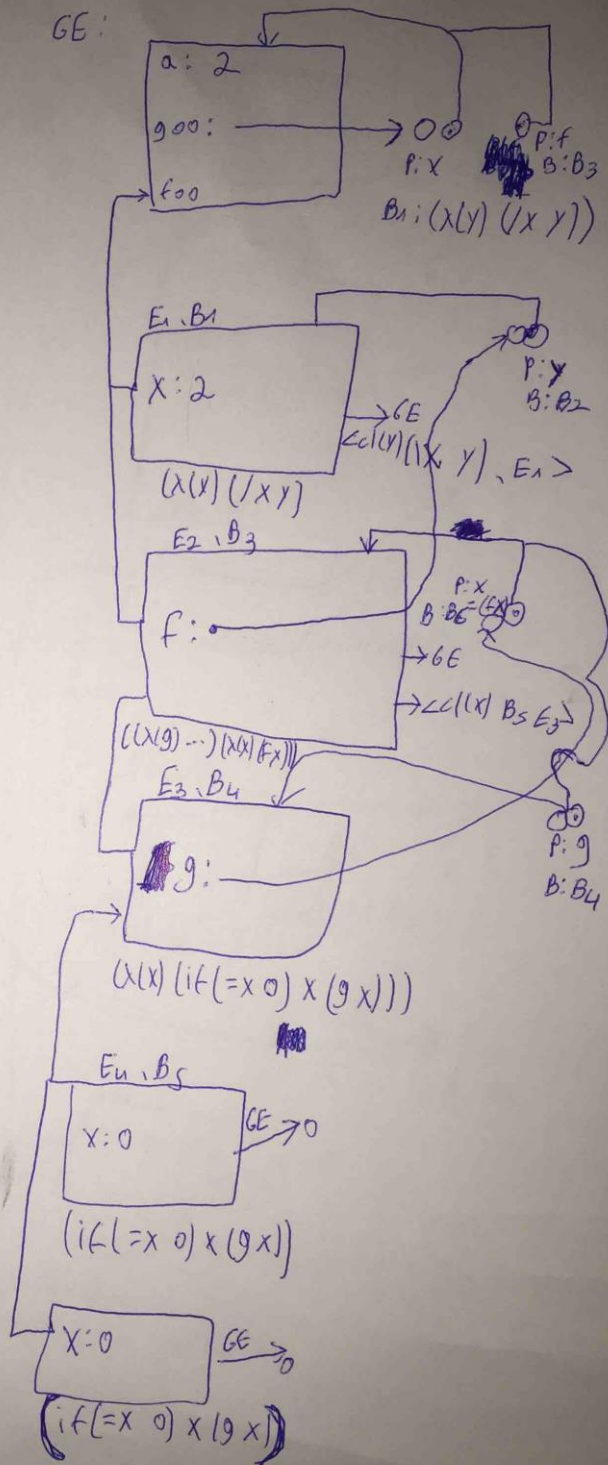 GE:
a: 2
goo:
P: X
P: f
B: B3
foo
B1: (λ(y) (/ X y))
E1, B1
X: 2
P: y
B: B2
GE
<cl(y)(/X, y), E1>
(λ(y) (/ X y)
E2, B3
P: X
B: B6 = (f X)
f:
GE
<cl((X) B5 E3>
((λ(g) ...) (λ(X) (f X)))
E3, B4
g:
P: g
B: B4
(λ(X) (if (= X 0) X (g X)))
E4, B5
X: 0
GE
0
(if (= X 0) X (g X))
X: 0
GE
0
(if (= X 0) X (g X))